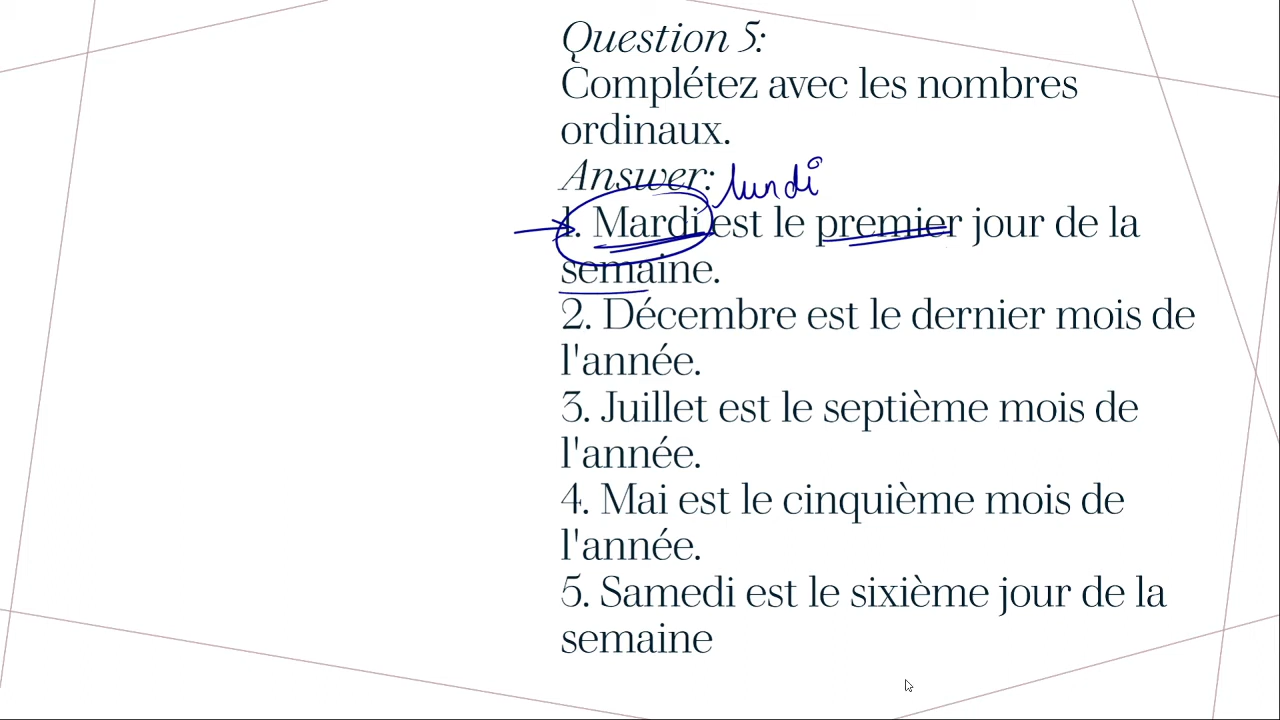 Question 5:
Complétez avec les nombres
ordinaux.
Answer: lundi
1. Mardi est le premier jour de la
semaine.
2. Décembre est le dernier mois de
l'année.
3. Juillet est le septième mois de
l'année.
4. Mai est le cinquième mois de
l'année.
5. Samedi est le sixième jour de la
semaine